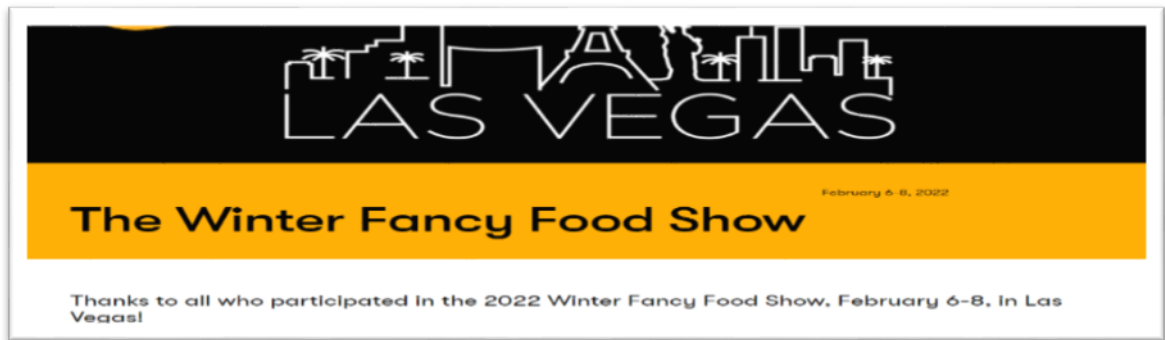 LAS VEGAS
February 6-8, 2022
The Winter Fancy Food Show
Thanks to all who participated in the 2022 Winter Fancy Food Show, February 6-8, in Las
Vegas!